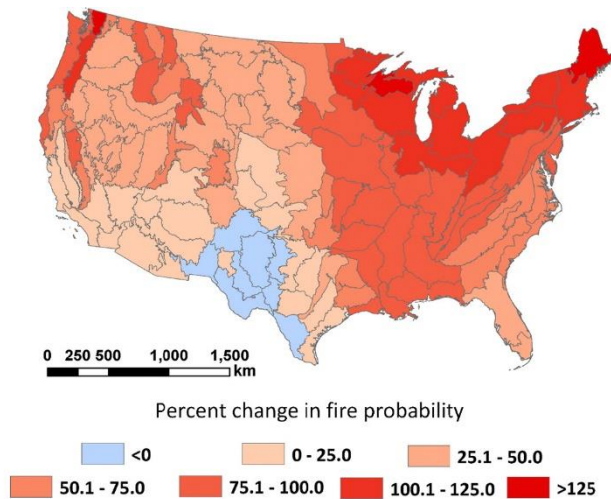 0 250 500 1,000 1,500
km
Percent change in fire probability
<0 0 - 25.0 25.1 - 50.0
50.1 - 75.0 75.1 - 100.0 100.1 - 125.0 >125